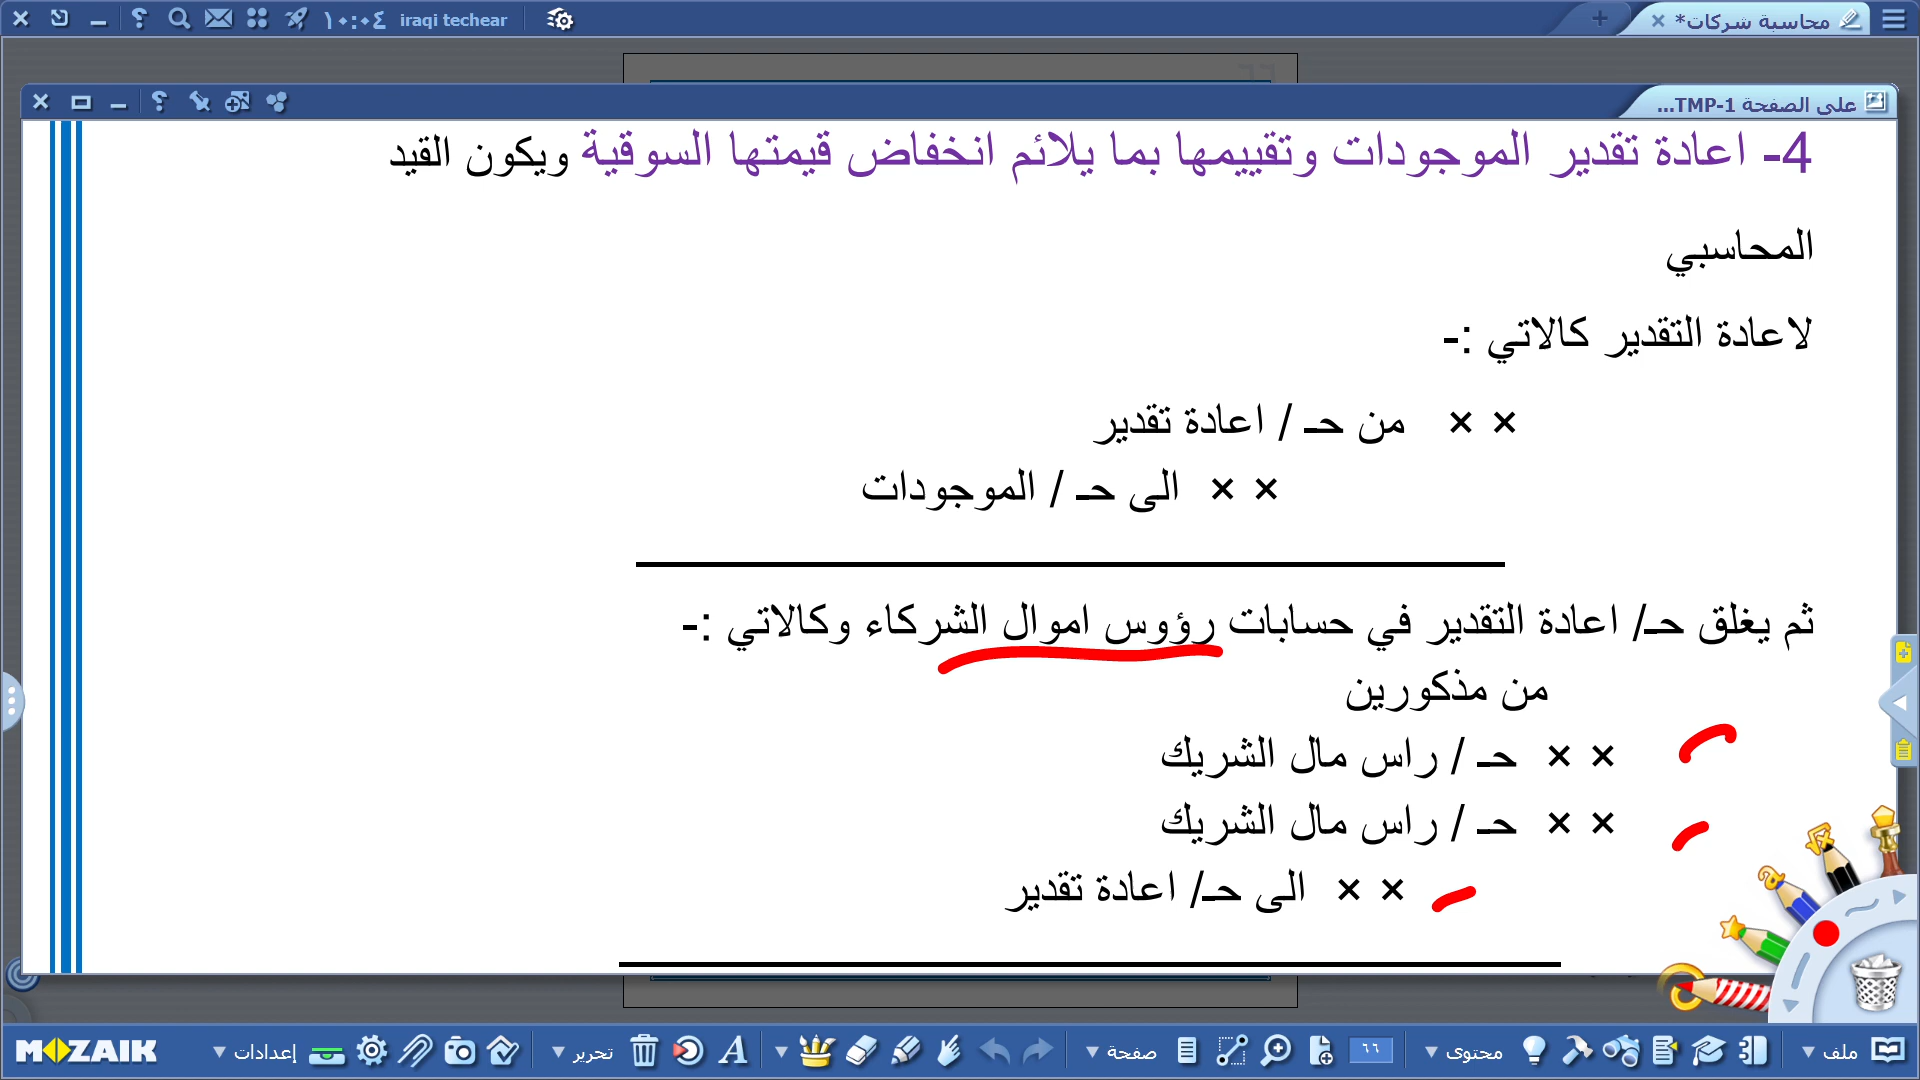 محاسبة شركات*
iraqi techear
١٠:٠٤
على الصفحة TMP-1...
4- اعادة تقدير الموجودات وتقييمها بما يلائم انخفاض قيمتها السوقية ويكون القيد
المحاسبي
لاعادة التقدير كالاتي :-
× × من حـ / اعادة تقدير
× × الى حـ / الموجودات
ثم يغلق حـ/ اعادة التقدير في حسابات رؤوس اموال الشركاء وكالاتي :-
من مذكورين
× × حـ / راس مال الشريك
× × حـ / راس مال الشريك
× × الى حـ/ اعادة تقدير
ملف
محتوى
٦٦
صفحة
تحرير
إعدادات
MOZAIK